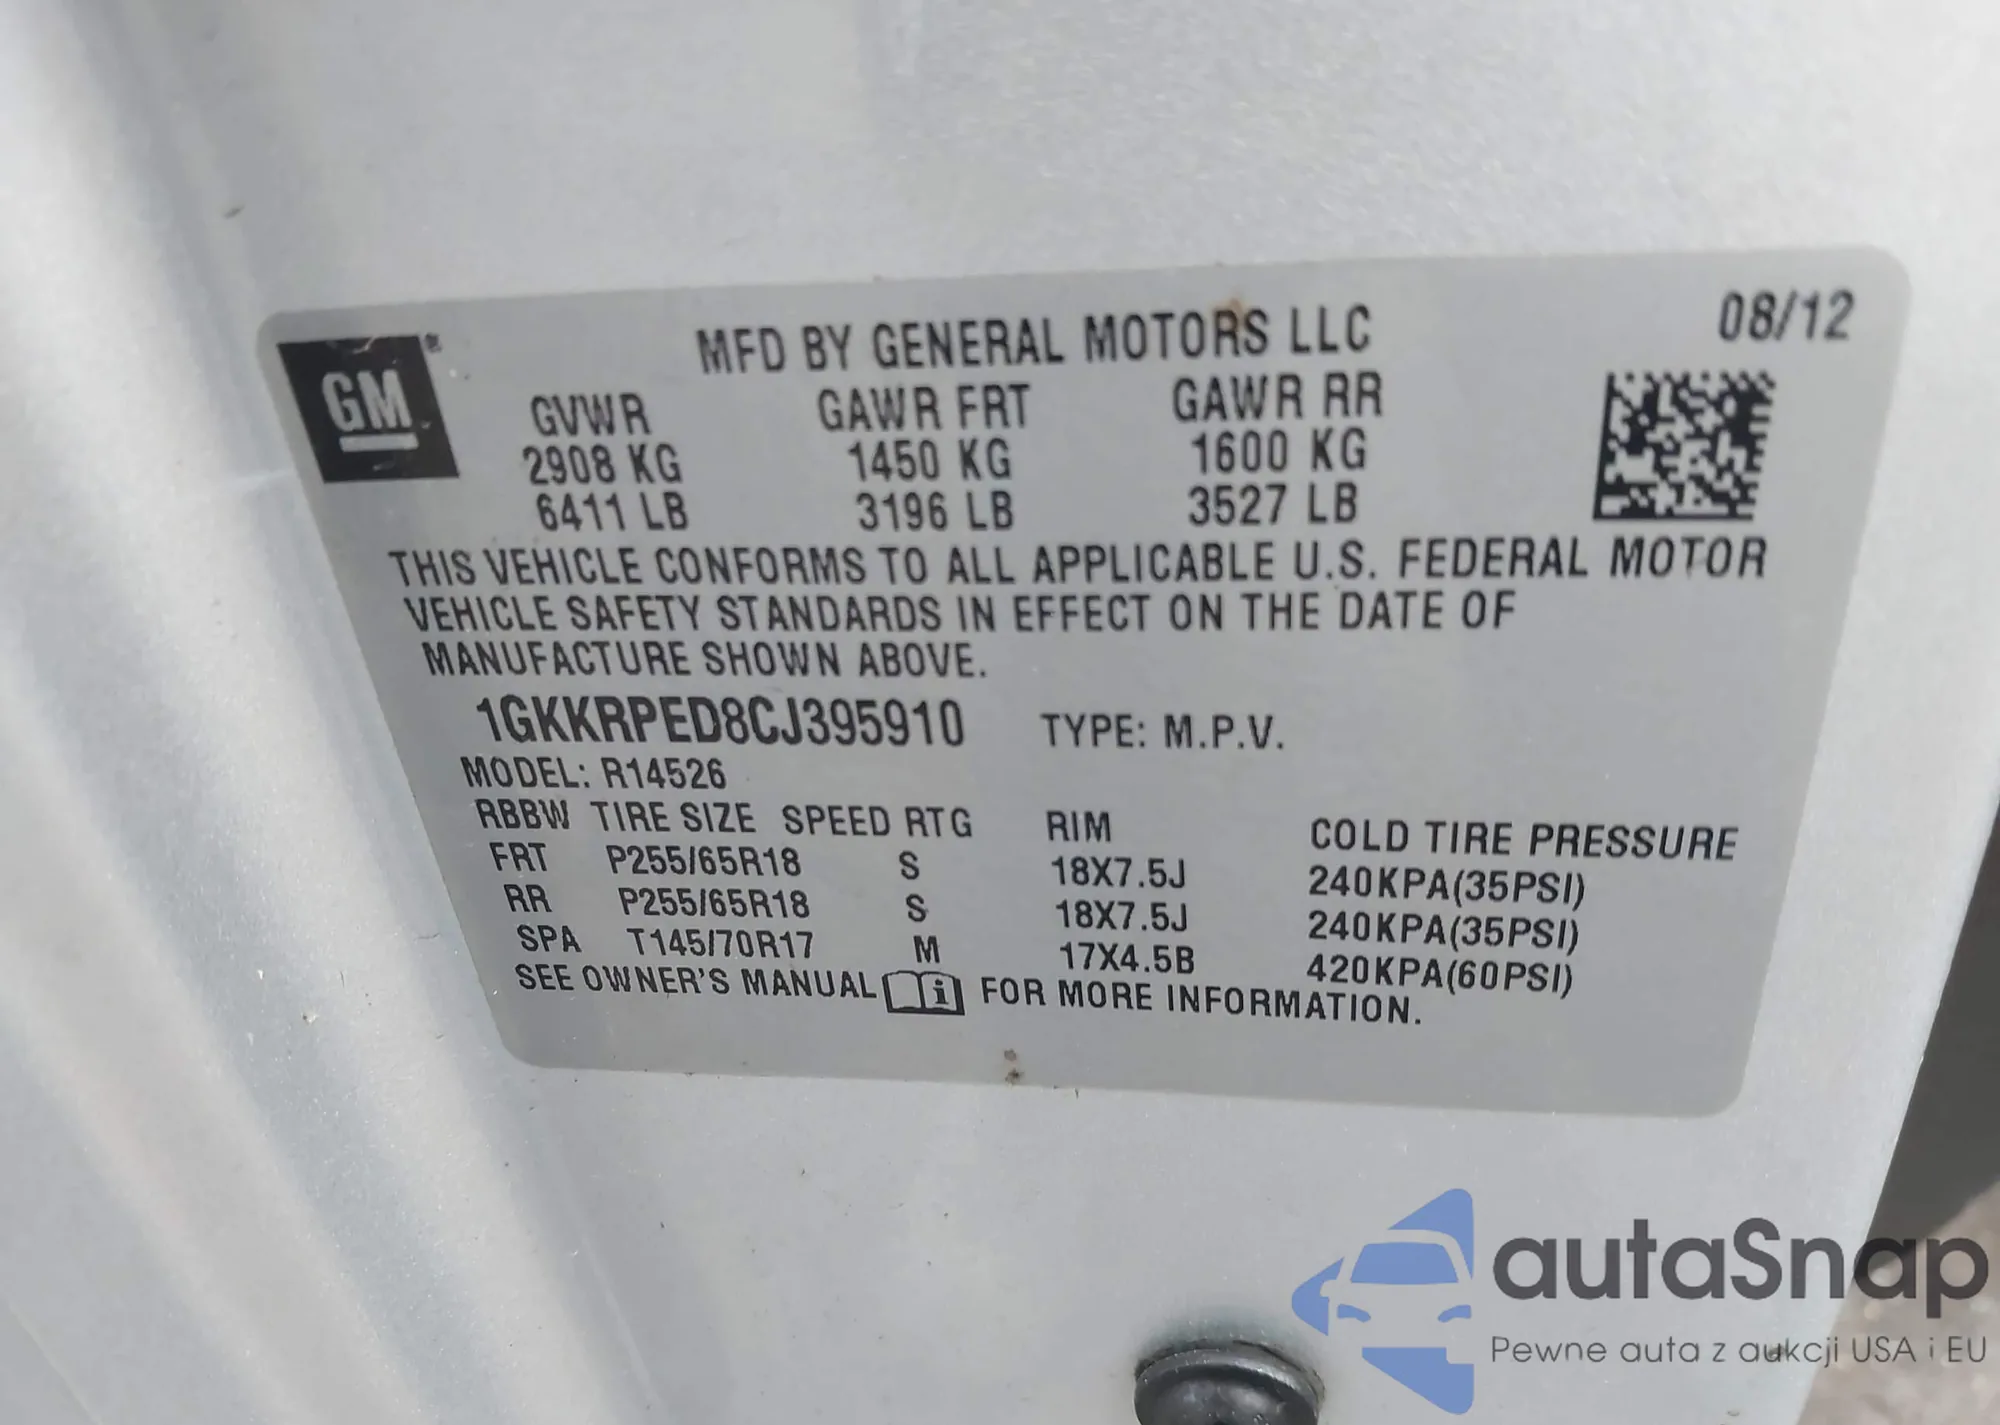 08/12
GM
MFD BY GENERAL MOTORS LLC
GVWR GAWR FRT GAWR RR
2908 KG 1450 KG 1600 KG
6411 LB 3196 LB 3527 LB
THIS VEHICLE CONFORMS TO ALL APPLICABLE U.S. FEDERAL MOTOR
VEHICLE SAFETY STANDARDS IN EFFECT ON THE DATE OF
MANUFACTURE SHOWN ABOVE.
1GKKRPED8CJ395910 TYPE: M.P.V.
MODEL: R14526
RBBW TIRE SIZE SPEED RTG RIM COLD TIRE PRESSURE
FRT P255/65R18 S 18X7.5J 240KPA(35PSI)
RR P255/65R18 S 18X7.5J 240KPA(35PSI)
SPA T145/70R17 M 17X4.5B 420KPA(60PSI)
SEE OWNER'S MANUAL i FOR MORE INFORMATION.
autaSnap
Pewne auta z aukcji USA i EU